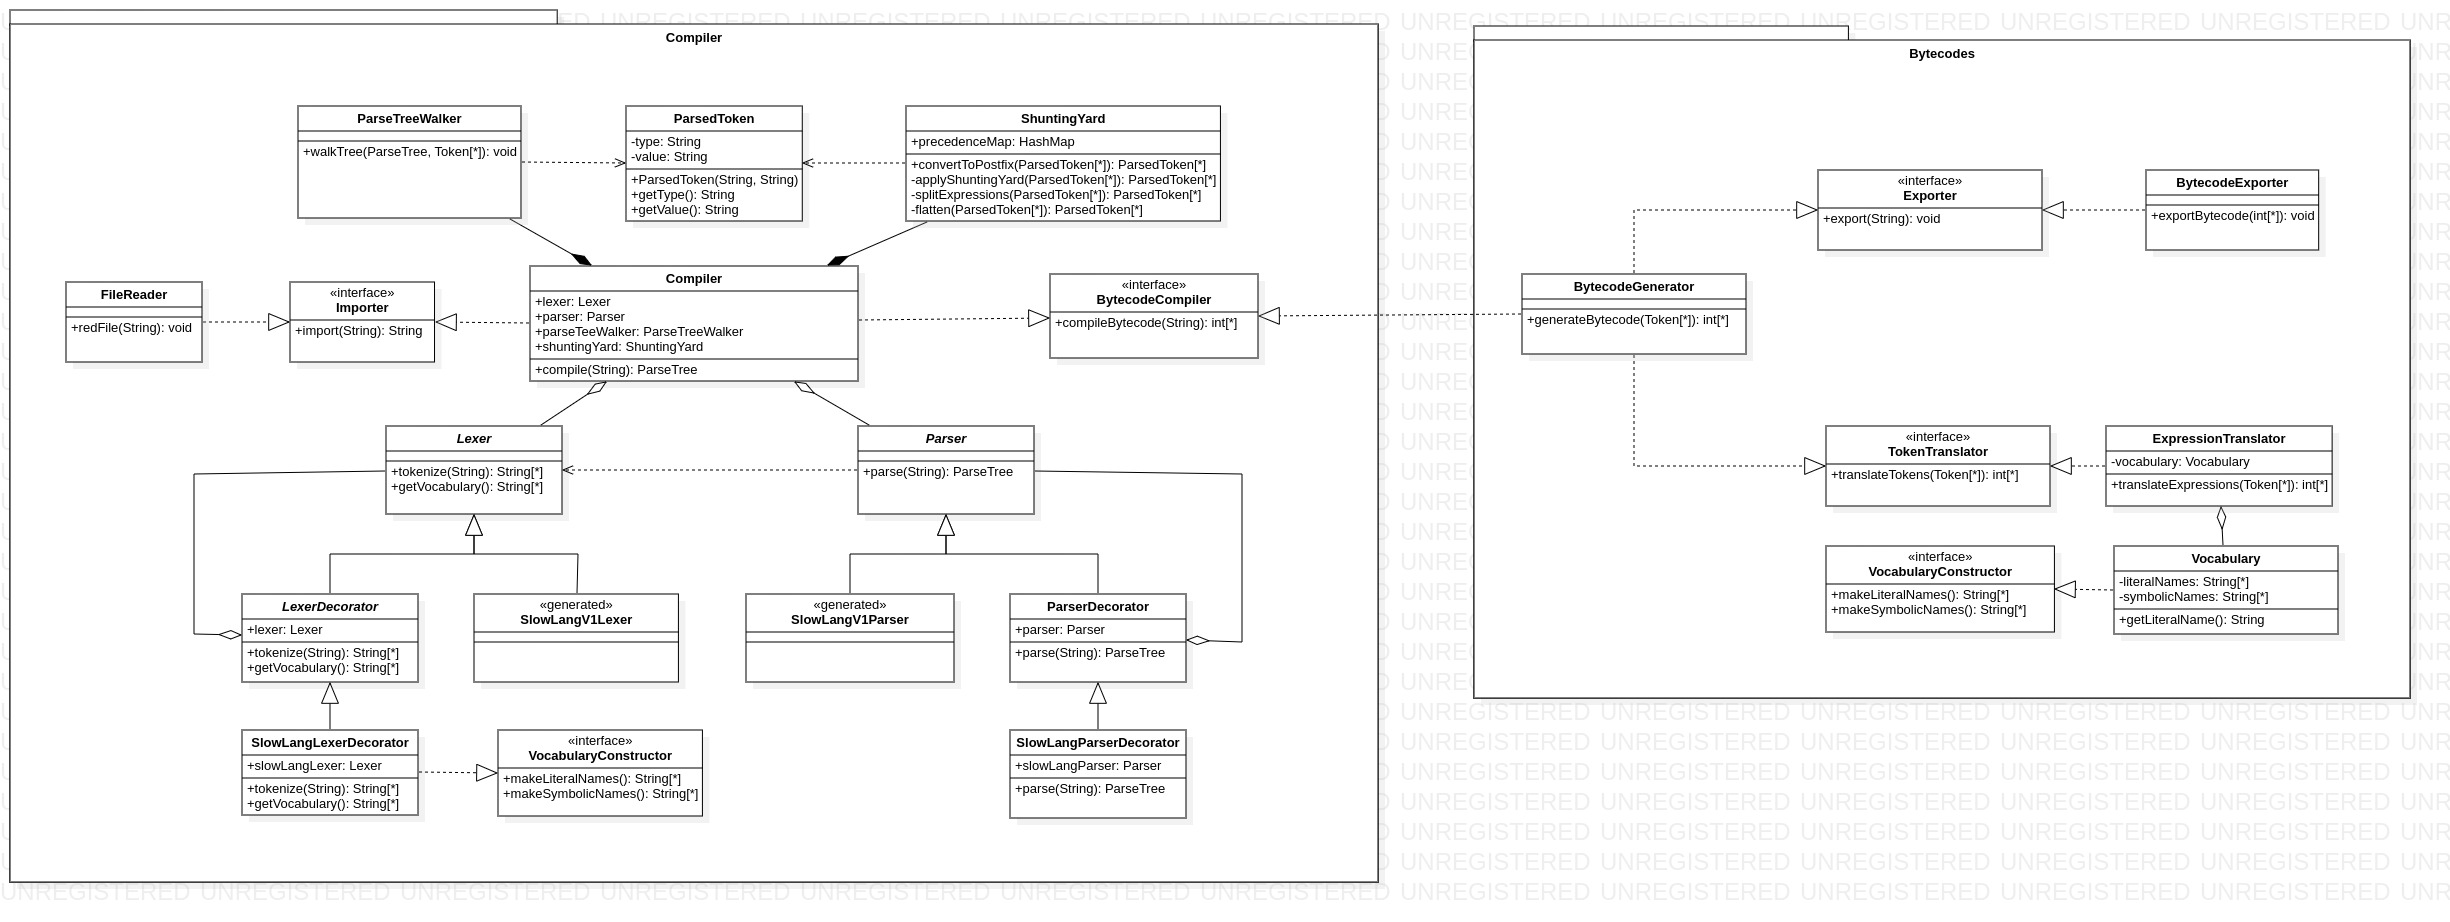 Compiler
ParseTreeWalker
+walkTree(ParseTree, Token[*]): void
ParsedToken
-type: String
-value: String
+ParsedToken(String, String)
+getType(): String
+getValue(): String
ShuntingYard
+precedenceMap: HashMap
+convertToPostfix(ParsedToken[*]): ParsedToken[*]
-applyShuntingYard(ParsedToken[*]): ParsedToken[*]
-splitExpressions(ParsedToken[*]): ParsedToken[*]
-flatten(ParsedToken[*]): ParsedToken[*]
FileReader
+redFile(String): void
«interface»
Importer
+import(String): String
Compiler
+lexer: Lexer
+parser: Parser
+parseTeeWalker: ParseTreeWalker
+shuntingYard: ShuntingYard
+compile(String): ParseTree
«interface»
BytecodeCompiler
+compileBytecode(String): int[*]
Lexer
+tokenize(String): String[*]
+getVocabulary(): String[*]
Parser
+parse(String): ParseTree
LexerDecorator
+lexer: Lexer
+tokenize(String): String[*]
+getVocabulary(): String[*]
«generated»
SlowLangV1Lexer
«generated»
SlowLangV1Parser
ParserDecorator
+parser: Parser
+parse(String): ParseTree
SlowLangLexerDecorator
+slowLangLexer: Lexer
+tokenize(String): String[*]
+getVocabulary(): String[*]
«interface»
VocabularyConstructor
+makeLiteralNames(): String[*]
+makeSymbolicNames(): String[*]
SlowLangParserDecorator
+slowLangParser: Parser
+parse(String): ParseTree
Bytecodes
«interface»
Exporter
+export(String): void
BytecodeExporter
+exportBytecode(int[*]): void
BytecodeGenerator
+generateBytecode(Token[*]): int[*]
«interface»
TokenTranslator
+translateTokens(Token[*]): int[*]
ExpressionTranslator
-vocabulary: Vocabulary
+translateExpressions(Token[*]): int[*]
«interface»
VocabularyConstructor
+makeLiteralNames(): String[*]
+makeSymbolicNames(): String[*]
Vocabulary
-literalNames: String[*]
-symbolicNames: String[*]
+getLiteralName(): String
UNREGISTERED